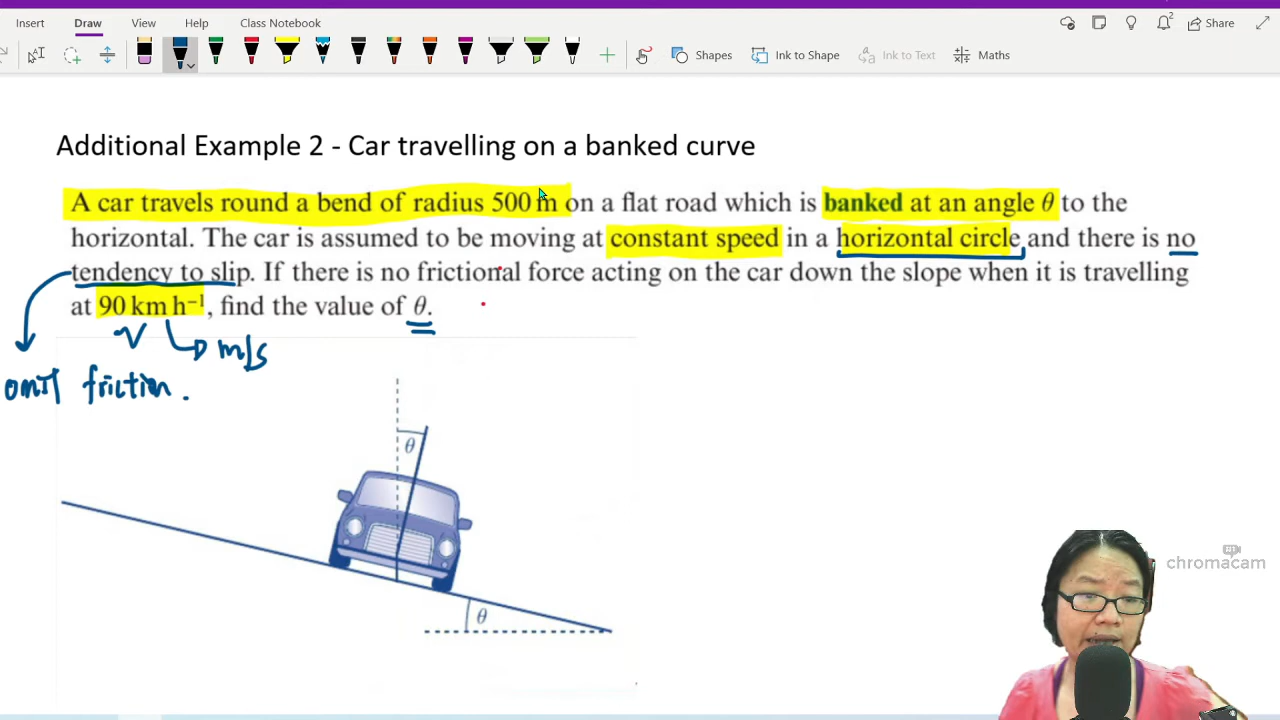 Insert Draw View Help Class Notebook
2 Share
Shapes Ink to Shape Ink to Text Maths
Additional Example 2 - Car travelling on a banked curve
A car travels round a bend of radius 500 m on a flat road which is banked at an angle θ to the
horizontal. The car is assumed to be moving at constant speed in a horizontal circle and there is no
tendency to slip. If there is no frictional force acting on the car down the slope when it is travelling
at 90 km h⁻¹, find the value of θ.
v m/s
omit friction.
θ
θ
chromacam